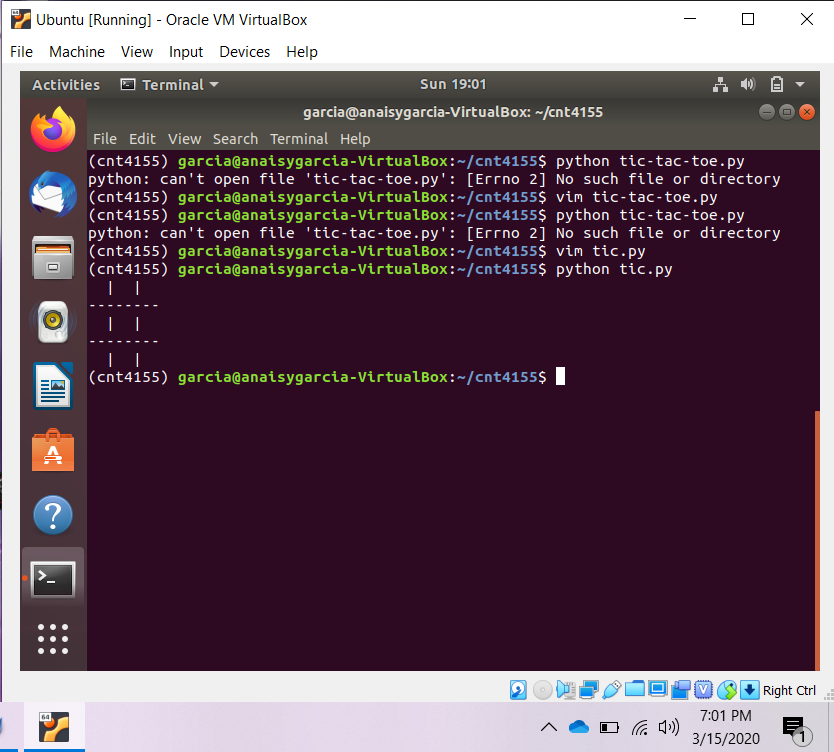 Ubuntu [Running] - Oracle VM VirtualBox
File Machine View Input Devices Help
Activities Terminal Sun 19:01
garcia@anaisygarcia-VirtualBox: ~/cnt4155
File Edit View Search Terminal Help
(cnt4155) garcia@anaisygarcia-VirtualBox:~/cnt4155$ python tic-tac-toe.py
python: can't open file 'tic-tac-toe.py': [Errno 2] No such file or directory
(cnt4155) garcia@anaisygarcia-VirtualBox:~/cnt4155$ vim tic-tac-toe.py
(cnt4155) garcia@anaisygarcia-VirtualBox:~/cnt4155$ python tic-tac-toe.py
python: can't open file 'tic-tac-toe.py': [Errno 2] No such file or directory
(cnt4155) garcia@anaisygarcia-VirtualBox:~/cnt4155$ vim tic.py
(cnt4155) garcia@anaisygarcia-VirtualBox:~/cnt4155$ python tic.py
  |  |
--------
  |  |
--------
  |  |
(cnt4155) garcia@anaisygarcia-VirtualBox:~/cnt4155$
Right Ctrl
64
7:01 PM
3/15/2020
1